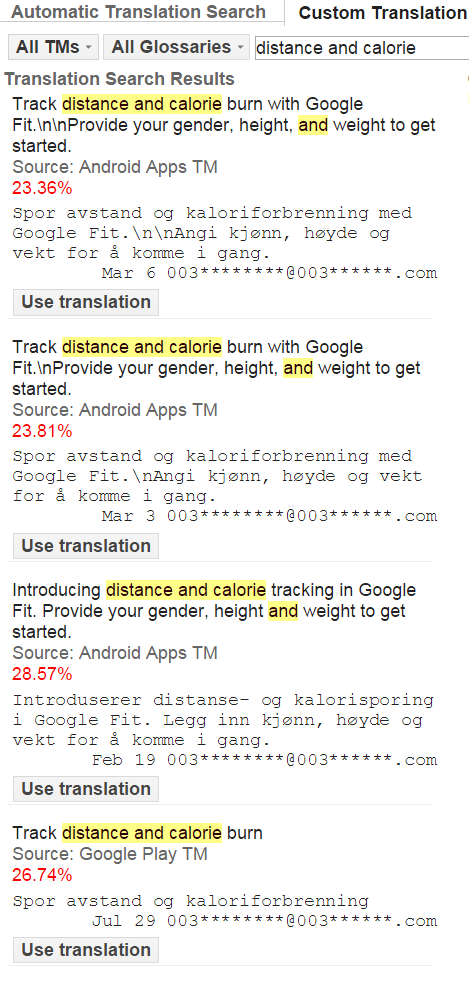 Automatic Translation Search
Custom Translation
All TMs
All Glossaries
distance and calorie
Translation Search Results
Track distance and calorie burn with Google
Fit.\n\nProvide your gender, height, and weight to get
started.
Source: Android Apps TM
23.36%
Spor avstand og kaloriforbrenning med
Google Fit.\n\nAngi kjønn, høyde og
vekt for å komme i gang.
Mar 6 003********@003******.com
Use translation
Track distance and calorie burn with Google
Fit.\nProvide your gender, height, and weight to get
started.
Source: Android Apps TM
23.81%
Spor avstand og kaloriforbrenning med
Google Fit.\nAngi kjønn, høyde og vekt
for å komme i gang.
Mar 3 003********@003******.com
Use translation
Introducing distance and calorie tracking in Google
Fit. Provide your gender, height and weight to get
started.
Source: Android Apps TM
28.57%
Introduserer distanse- og kalorisporing
i Google Fit. Legg inn kjønn, høyde og
vekt for å komme i gang.
Feb 19 003********@003******.com
Use translation
Track distance and calorie burn
Source: Google Play TM
26.74%
Spor avstand og kaloriforbrenning
Jul 29 003********@003******.com
Use translation